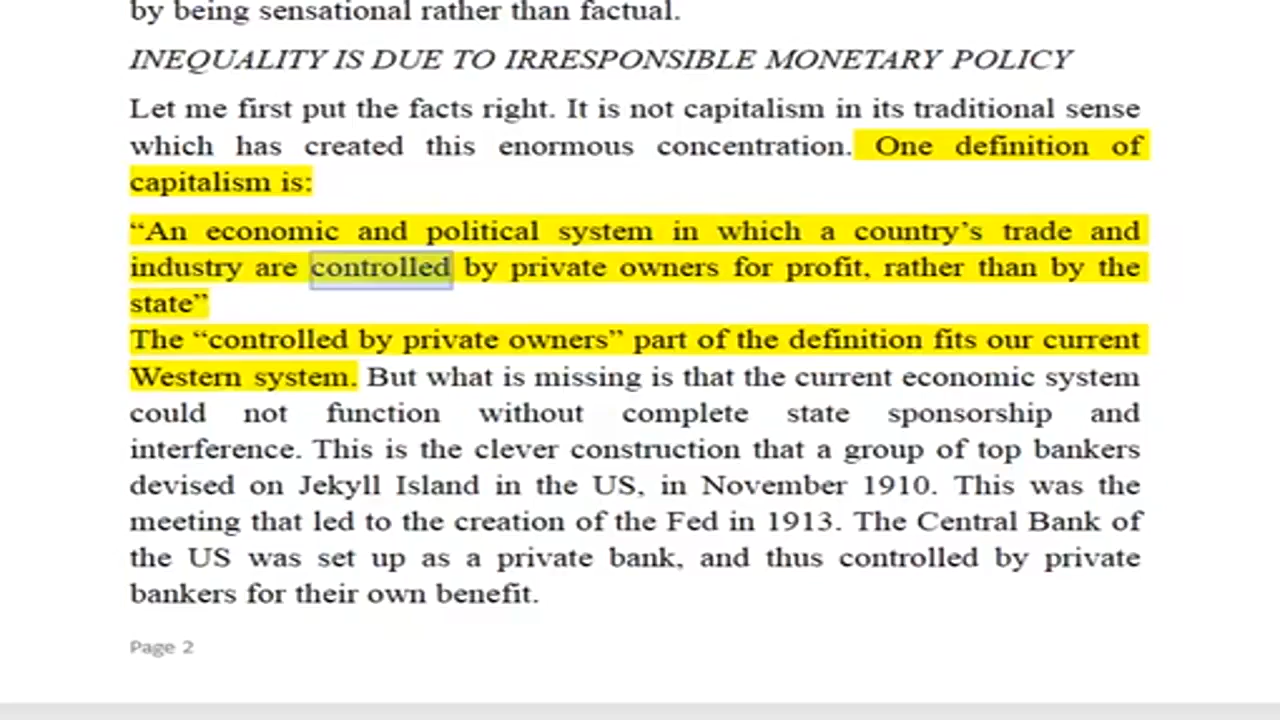 by being sensational rather than factual.
INEQUALITY IS DUE TO IRRESPONSIBLE MONETARY POLICY
Let me first put the facts right. It is not capitalism in its traditional sense
which has created this enormous concentration. One definition of
capitalism is:
“An economic and political system in which a country’s trade and
industry are controlled by private owners for profit, rather than by the
state”
The “controlled by private owners” part of the definition fits our current
Western system. But what is missing is that the current economic system
could not function without complete state sponsorship and
interference. This is the clever construction that a group of top bankers
devised on Jekyll Island in the US, in November 1910. This was the
meeting that led to the creation of the Fed in 1913. The Central Bank of
the US was set up as a private bank, and thus controlled by private
bankers for their own benefit.
Page 2